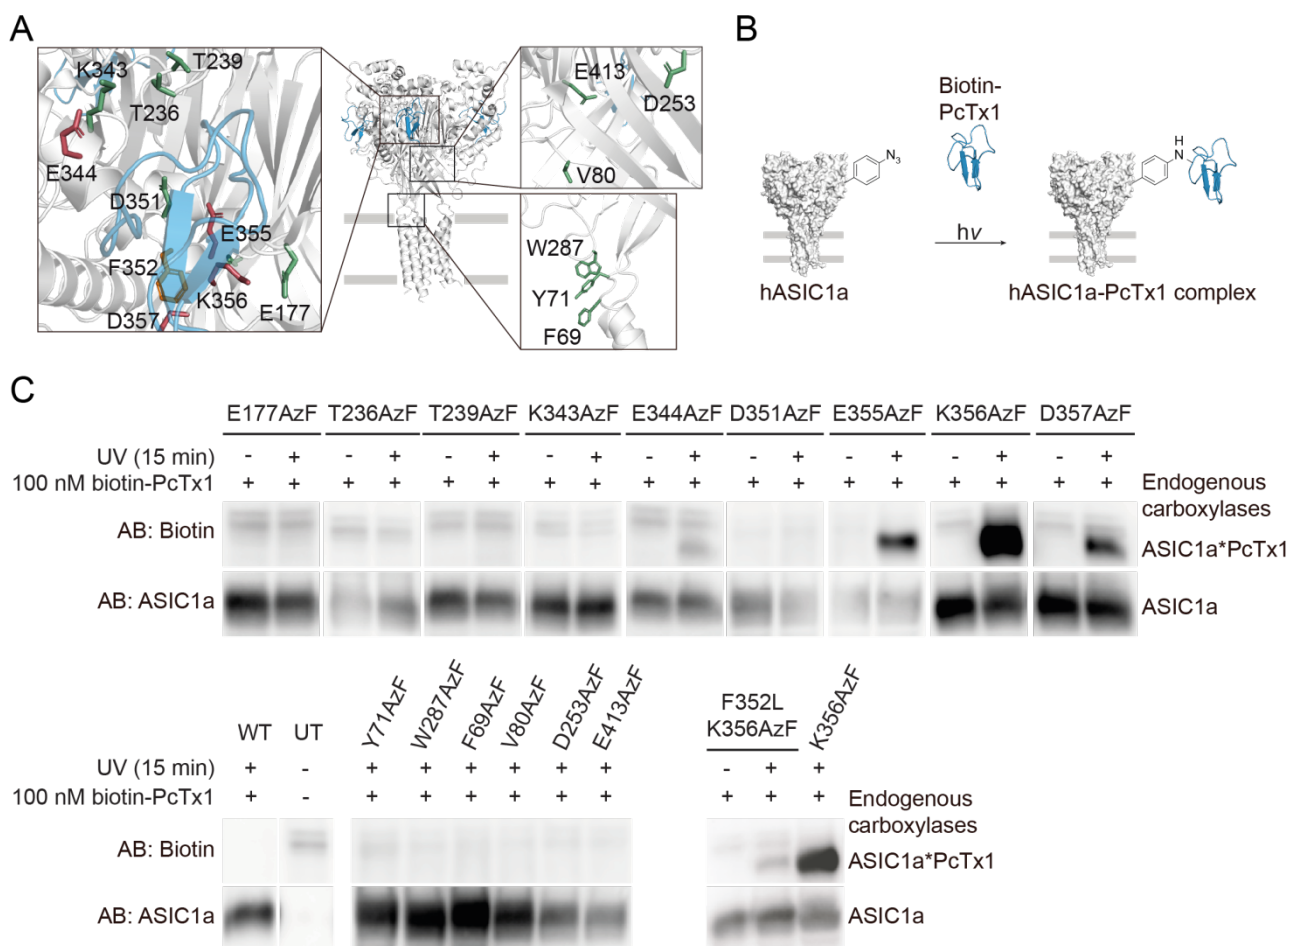 A
K343
T239
T236
E344
D351
E355
F352
K356
E177
D357
E413
D253
V80
W287
Y71
F69
B
Biotin-
PcTx1
N₃
H
N
hν
hASIC1a
hASIC1a-PcTx1 complex
C
E177AzF T236AzF T239AzF K343AzF E344AzF D351AzF E355AzF K356AzF D357AzF
UV (15 min) - + - + - + - + - + - + - + - + - +
100 nM biotin-PcTx1 + + + + + + + + + + + + + + + + + +
Endogenous
carboxylases
AB: Biotin
ASIC1a*PcTx1
AB: ASIC1a
ASIC1a
WT UT Y71AzF W287AzF F69AzF V80AzF D253AzF E413AzF
F352L
K356AzF
K356AzF
UV (15 min) + - + + + + + + - + +
100 nM biotin-PcTx1 + - + + + + + + + + +
Endogenous
carboxylases
AB: Biotin
ASIC1a*PcTx1
AB: ASIC1a
ASIC1a